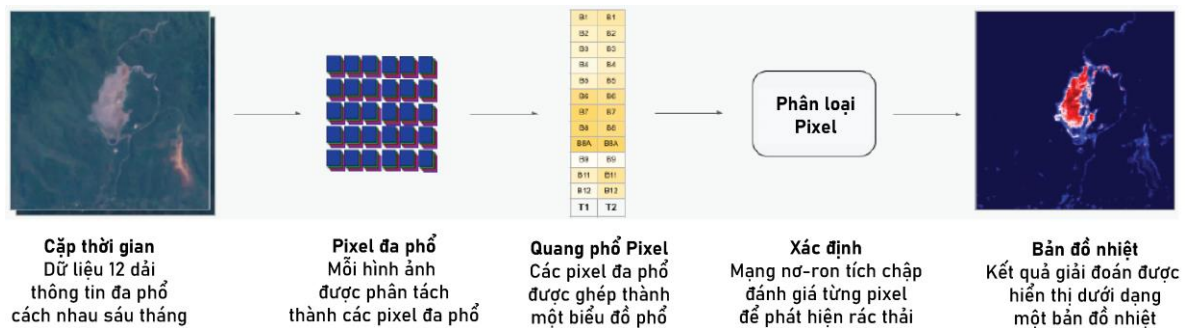 B1 B1
B2 B2
B3 B3
B4 B4
B5 B5
B6 B6
B7 B7
B8 B8
B8A B8A
B9 B9
B11 B11
B12 B12
T1 T2
Phân loại
Pixel
Cặp thời gian
Dữ liệu 12 dải
thông tin đa phổ
cách nhau sáu tháng
Pixel đa phổ
Mỗi hình ảnh
được phân tách
thành các pixel đa phổ
Quang phổ Pixel
Các pixel đa phổ
được ghép thành
một biểu đồ phổ
Xác định
Mạng nơ-ron tích chập
đánh giá từng pixel
để phát hiện rác thải
Bản đồ nhiệt
Kết quả giải đoán được
hiển thị dưới dạng
một bản đồ nhiệt